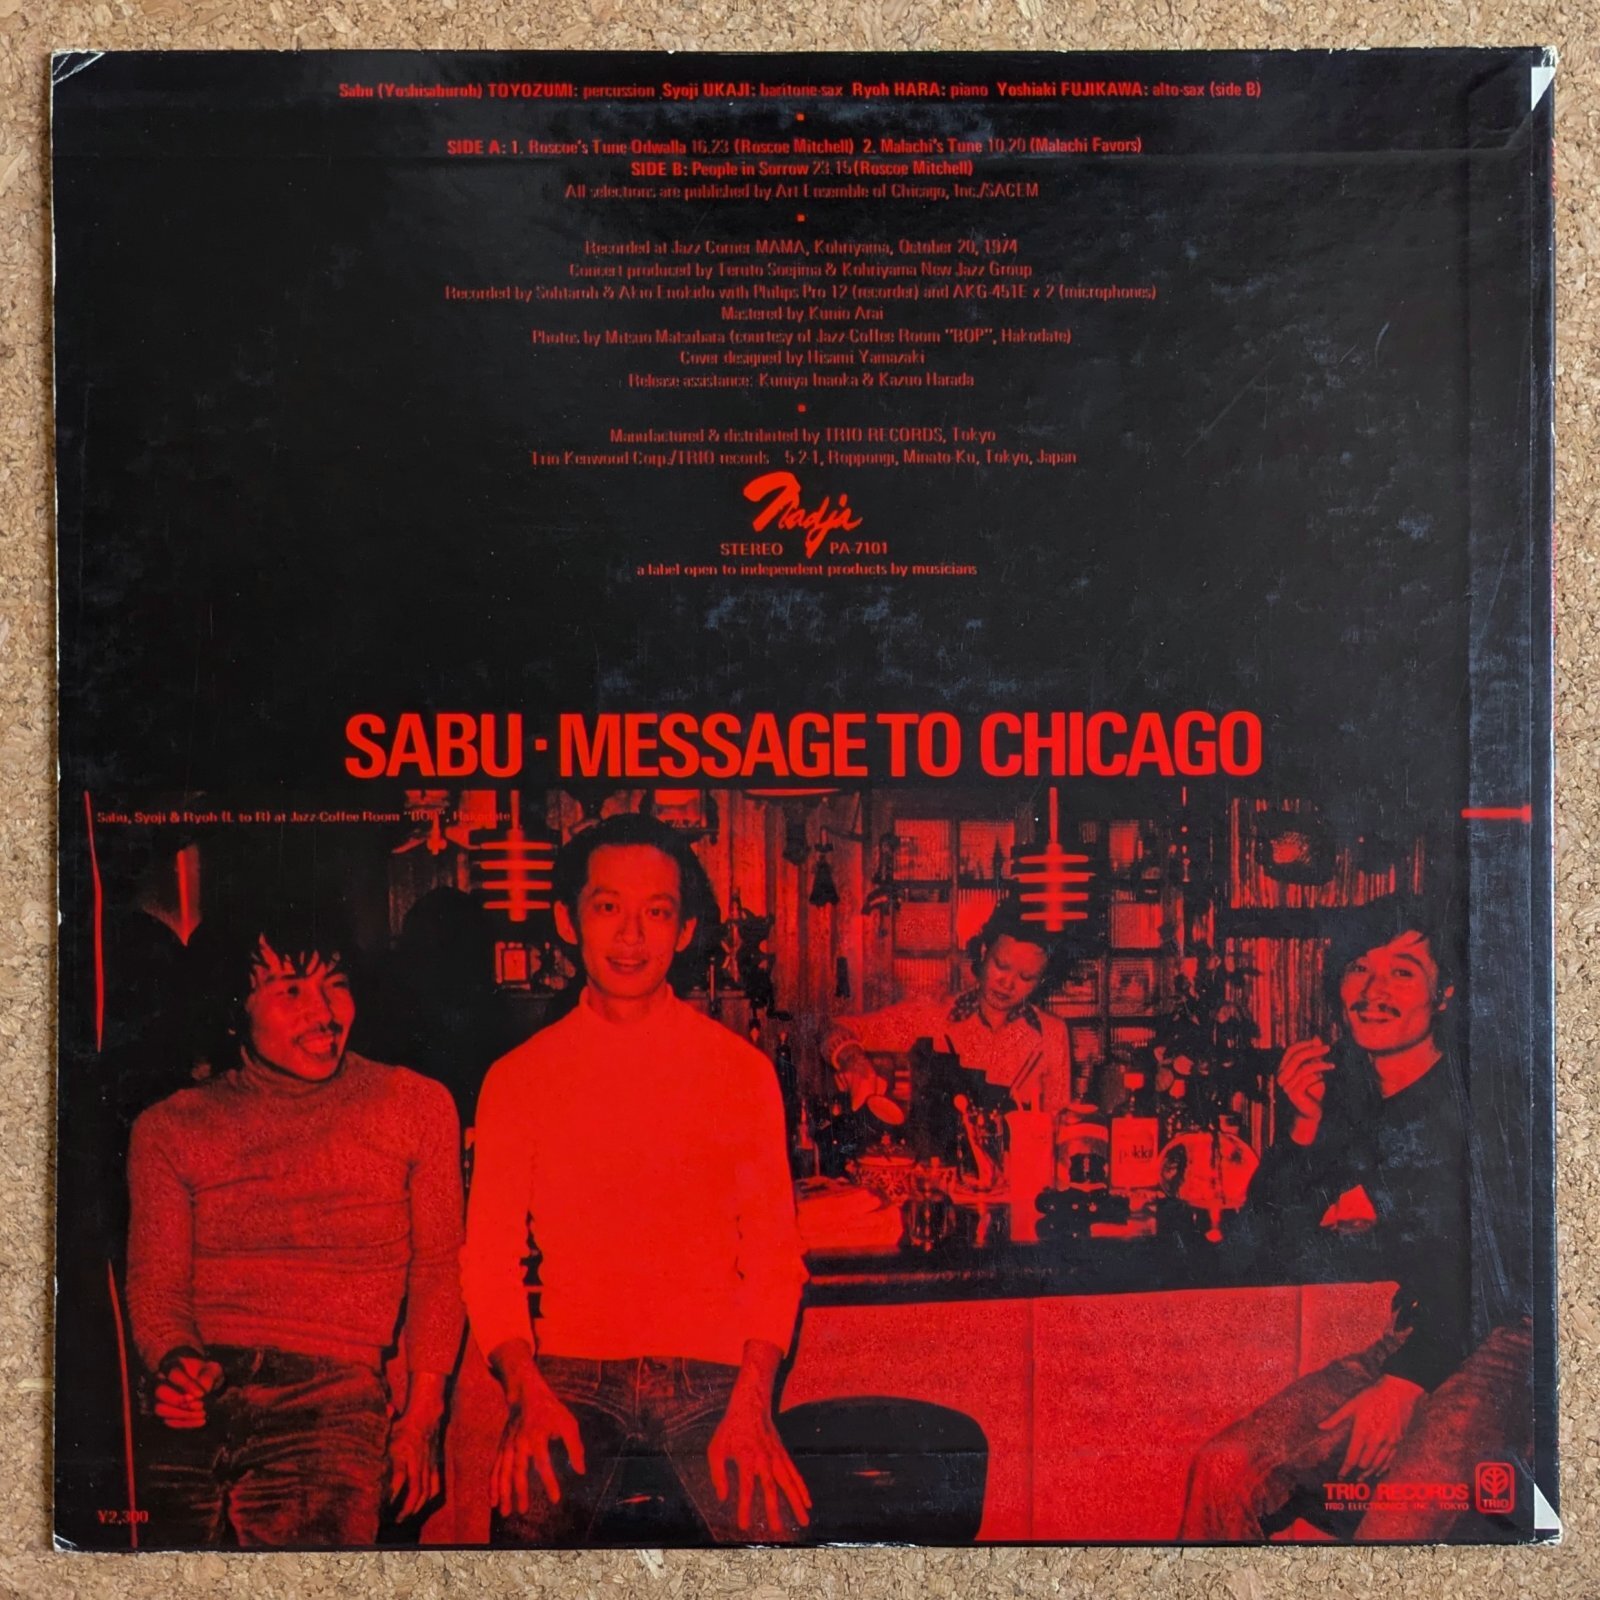 Sabu (Yoshisaburoh) TOYOZUMI: percussion Syoji UKAJI: baritone-sax Ryoh HARA: piano Yoshiaki FUJIKAWA: alto-sax (side B)
SIDE A: 1. Roscoe's Tune-Odwalla 16.23 (Roscoe Mitchell) 2. Malachi's Tune 10.20 (Malachi Favors)
SIDE B: People in Sorrow 23.15 (Roscoe Mitchell)
All selections are published by Art Ensemble of Chicago, Inc./SACEM
Recorded at Jazz Corner MAMA, Kohriyama, October 20, 1974
Concert produced by Teruto Soejima & Kohriyama New Jazz Group
Recorded by Sohtaroh & Akio Enokido with Philips Pro 12 (recorder) and AKG-451E x 2 (microphones)
Mastered by Kunio Arai
Photos by Mitsuo Matsubara (courtesy of Jazz-Coffee Room "BOP", Hakodate)
Cover designed by Hisami Yamazaki
Release assistance: Kuniya Inaoka & Kazuo Harada
Manufactured & distributed by TRIO RECORDS, Tokyo
Trio-Kenwood Corp./TRIO records 5-2-1, Roppongi, Minato-Ku, Tokyo, Japan
Nadja
STEREO PA-7101
a label open to independent products by musicians
SABU · MESSAGE TO CHICAGO
Sabu, Syoji & Ryoh (L to R) at Jazz-Coffee Room "BOP", Hakodate
pokka
¥2,300
TRIO RECORDS
TRIO ELECTRONICS, INC., TOKYO
TRIO